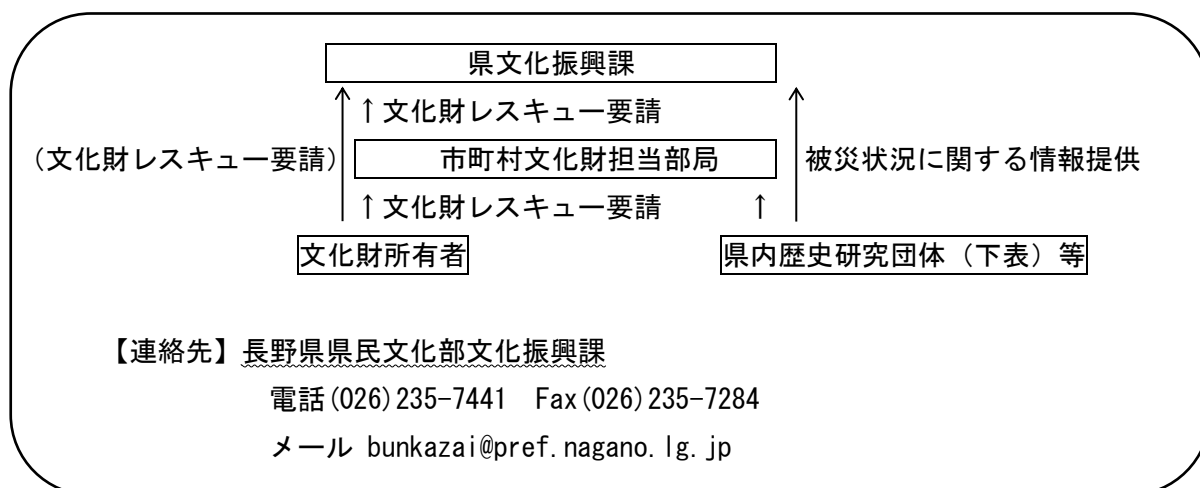 県文化振興課
↑文化財レスキュー要請
(文化財レスキュー要請) 市町村文化財担当部局 被災状況に関する情報提供
↑文化財レスキュー要請 ↑
文化財所有者 県内歴史研究団体（下表）等
【連絡先】長野県県民文化部文化振興課
電話(026)235-7441 Fax(026)235-7284
メール bunkazai@pref.nagano.lg.jp